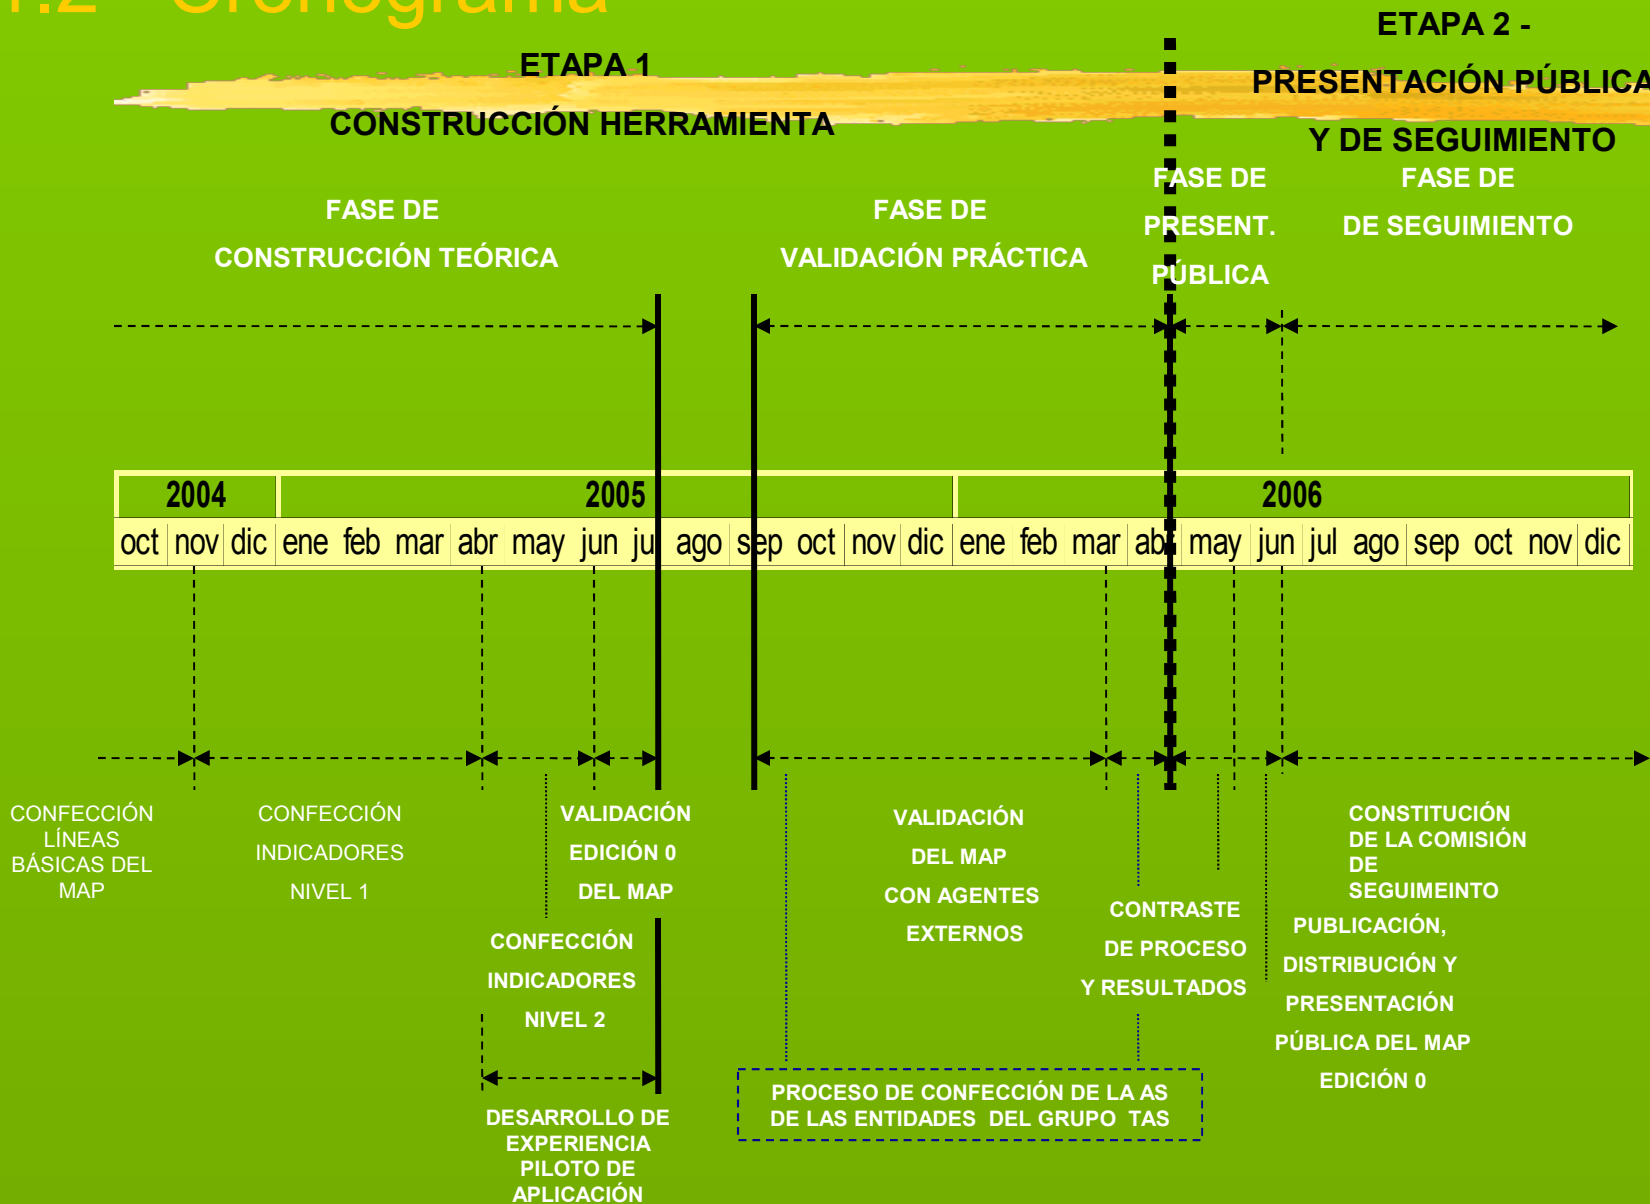 1.2 - Cronograma
ETAPA 1
CONSTRUCCIÓN HERRAMIENTA
ETAPA 2 -
PRESENTACIÓN PÚBLICA
Y DE SEGUIMIENTO
FASE DE
CONSTRUCCIÓN TEÓRICA
FASE DE
VALIDACIÓN PRÁCTICA
FASE DE
PRESENT.
PÚBLICA
FASE DE
DE SEGUIMIENTO
2004 2005 2006
oct nov dic ene feb mar abr may jun jul ago sep oct nov dic ene feb mar abr may jun jul ago sep oct nov dic
CONFECCIÓN
LÍNEAS
BÁSICAS DEL
MAP
CONFECCIÓN
INDICADORES
NIVEL 1
VALIDACIÓN
EDICIÓN 0
DEL MAP
CONFECCIÓN
INDICADORES
NIVEL 2
DESARROLLO DE
EXPERIENCIA
PILOTO DE
APLICACIÓN
VALIDACIÓN
DEL MAP
CON AGENTES
EXTERNOS
CONTRASTE
DE PROCESO
Y RESULTADOS
PROCESO DE CONFECCIÓN DE LA AS
DE LAS ENTIDADES DEL GRUPO TAS
CONSTITUCIÓN
DE LA COMISIÓN
DE
SEGUIMEINTO
PUBLICACIÓN,
DISTRIBUCIÓN Y
PRESENTACIÓN
PÚBLICA DEL MAP
EDICIÓN 0